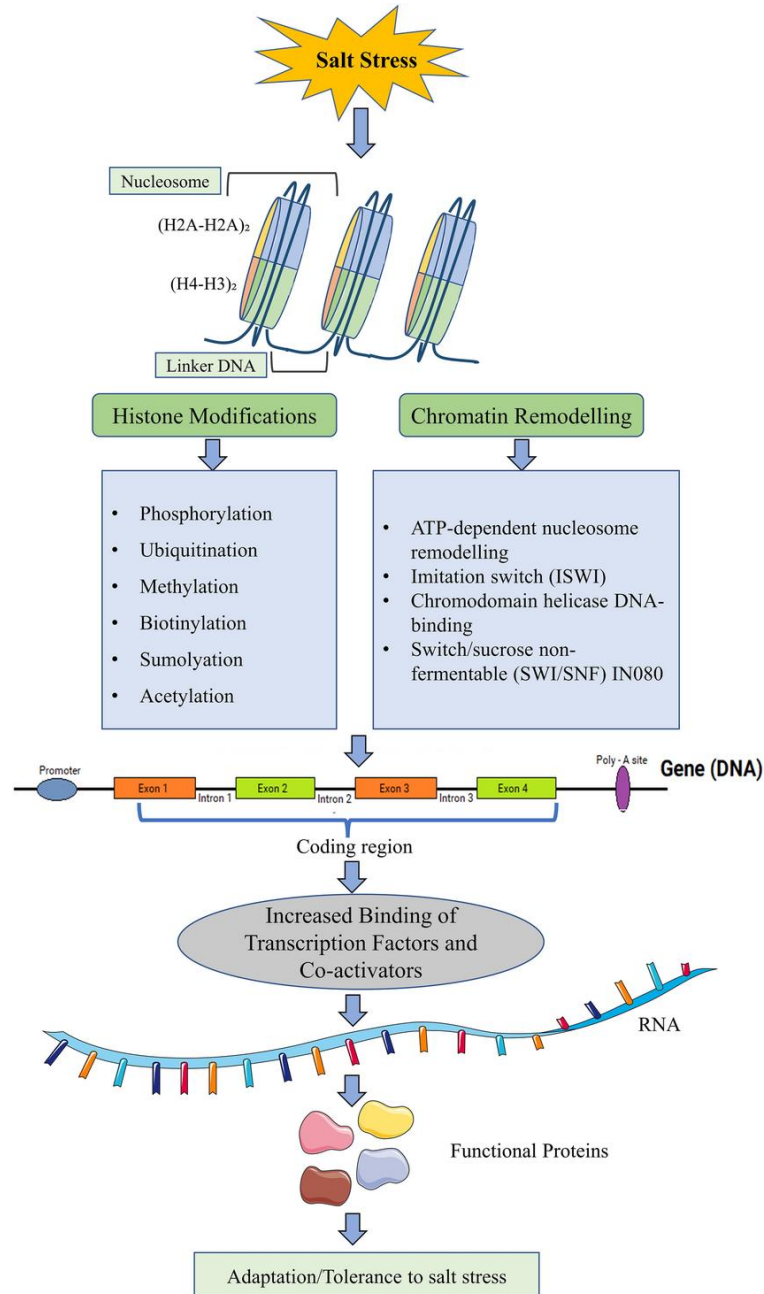 Salt Stress
Nucleosome
(H2A-H2A)₂
(H4-H3)₂
Linker DNA
Histone Modifications
• Phosphorylation
• Ubiquitination
• Methylation
• Biotinylation
• Sumolyation
• Acetylation
Chromatin Remodelling
• ATP-dependent nucleosome
remodelling
• Imitation switch (ISWI)
• Chromodomain helicase DNA-
binding
• Switch/sucrose non-
fermentable (SWI/SNF) IN080
Promoter
Exon 1
Intron 1
Exon 2
Intron 2
Exon 3
Intron 3
Exon 4
Poly - A site
Gene (DNA)
Coding region
Increased Binding of
Transcription Factors and
Co-activators
RNA
Functional Proteins
Adaptation/Tolerance to salt stress